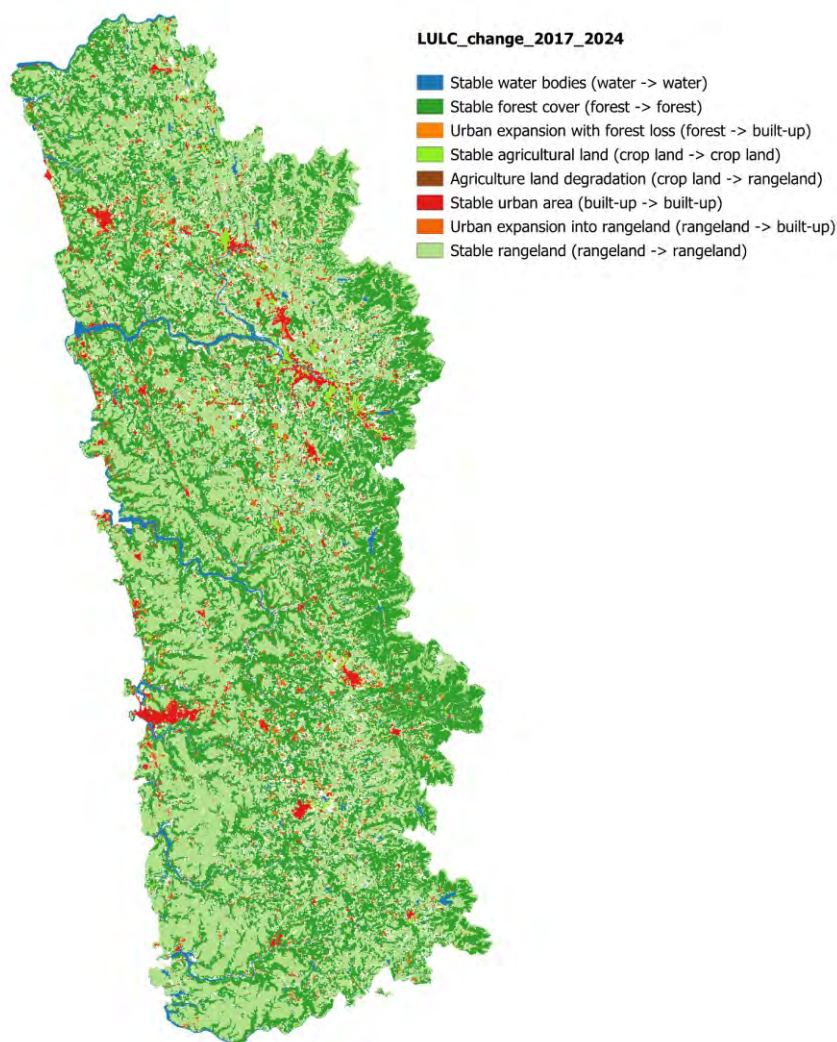 LULC_change_2017_2024
Stable water bodies (water -> water)
Stable forest cover (forest -> forest)
Urban expansion with forest loss (forest -> built-up)
Stable agricultural land (crop land -> crop land)
Agriculture land degradation (crop land -> rangeland)
Stable urban area (built-up -> built-up)
Urban expansion into rangeland (rangeland -> built-up)
Stable rangeland (rangeland -> rangeland)